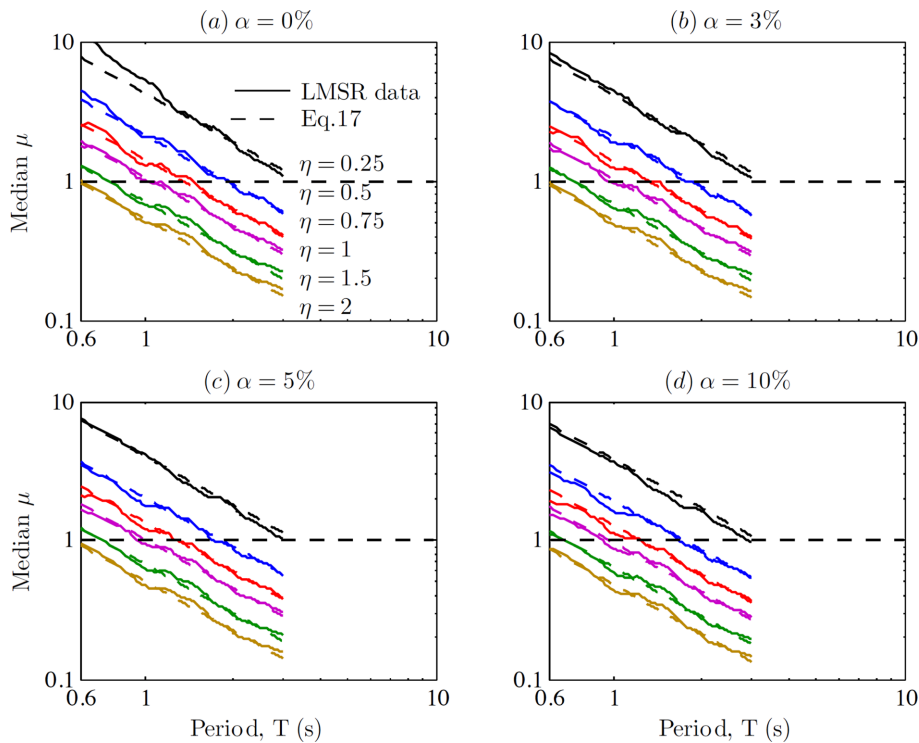 (a) α = 0%
(b) α = 3%
10
10
LMSR data
Eq.17
η = 0.25
η = 0.5
η = 0.75
η = 1
η = 1.5
η = 2
Median μ
1
1
0.1
0.1
0.6
1
10
0.6
1
10
(c) α = 5%
(d) α = 10%
10
10
Median μ
1
1
0.1
0.1
0.6
1
10
0.6
1
10
Period, T (s)
Period, T (s)